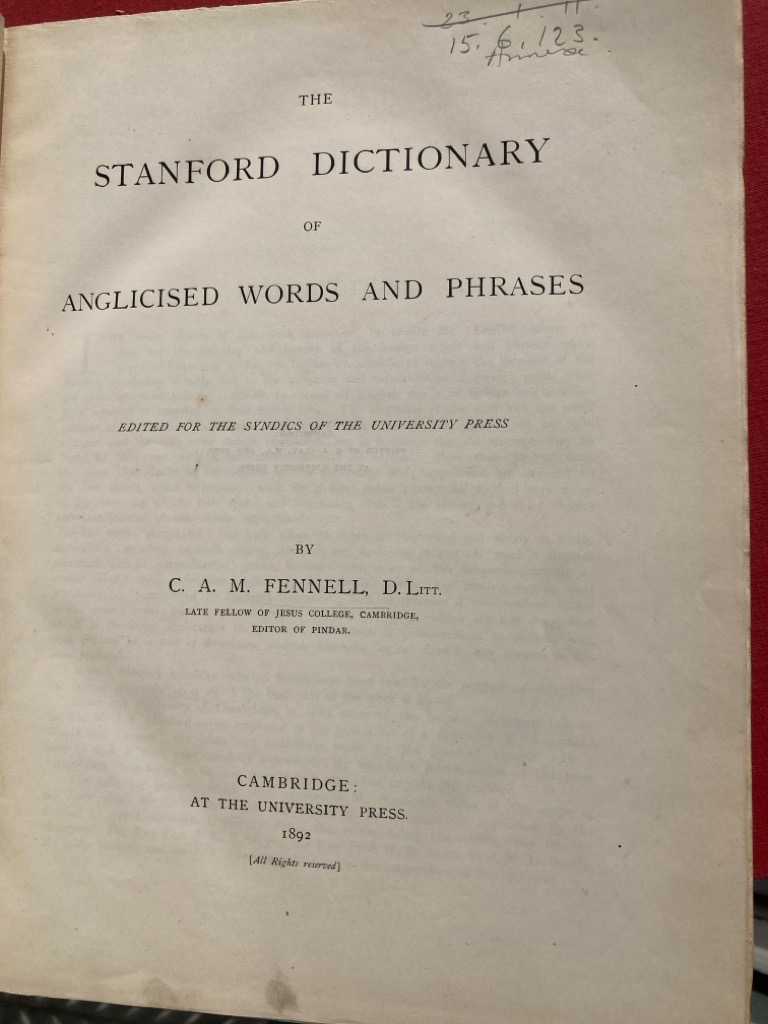 23 . 1 . 11
15. 6. 123.
Annexe
THE
STANFORD DICTIONARY
OF
ANGLICISED WORDS AND PHRASES
EDITED FOR THE SYNDICS OF THE UNIVERSITY PRESS
BY
C. A. M. FENNELL, D.LITT.
LATE FELLOW OF JESUS COLLEGE, CAMBRIDGE,
EDITOR OF PINDAR.
CAMBRIDGE:
AT THE UNIVERSITY PRESS.
1892
[All Rights reserved]